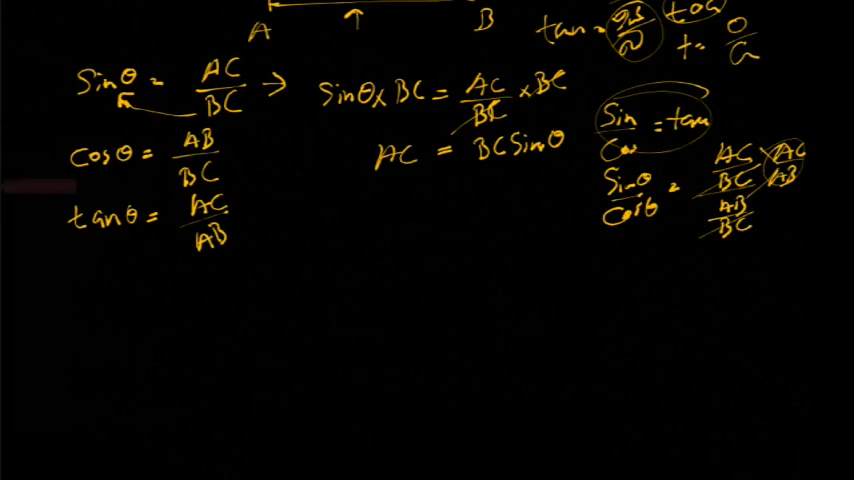 A B
tan = t = O/a
Sinθ = AC/BC → Sinθ x BC = AC/BC x BC
AC = BC Sinθ
Cosθ = AB/BC
tanθ = AC/AB
Sin/Cos = tan
Sinθ/Cosθ = AC/BC / AB/BC AC/AB